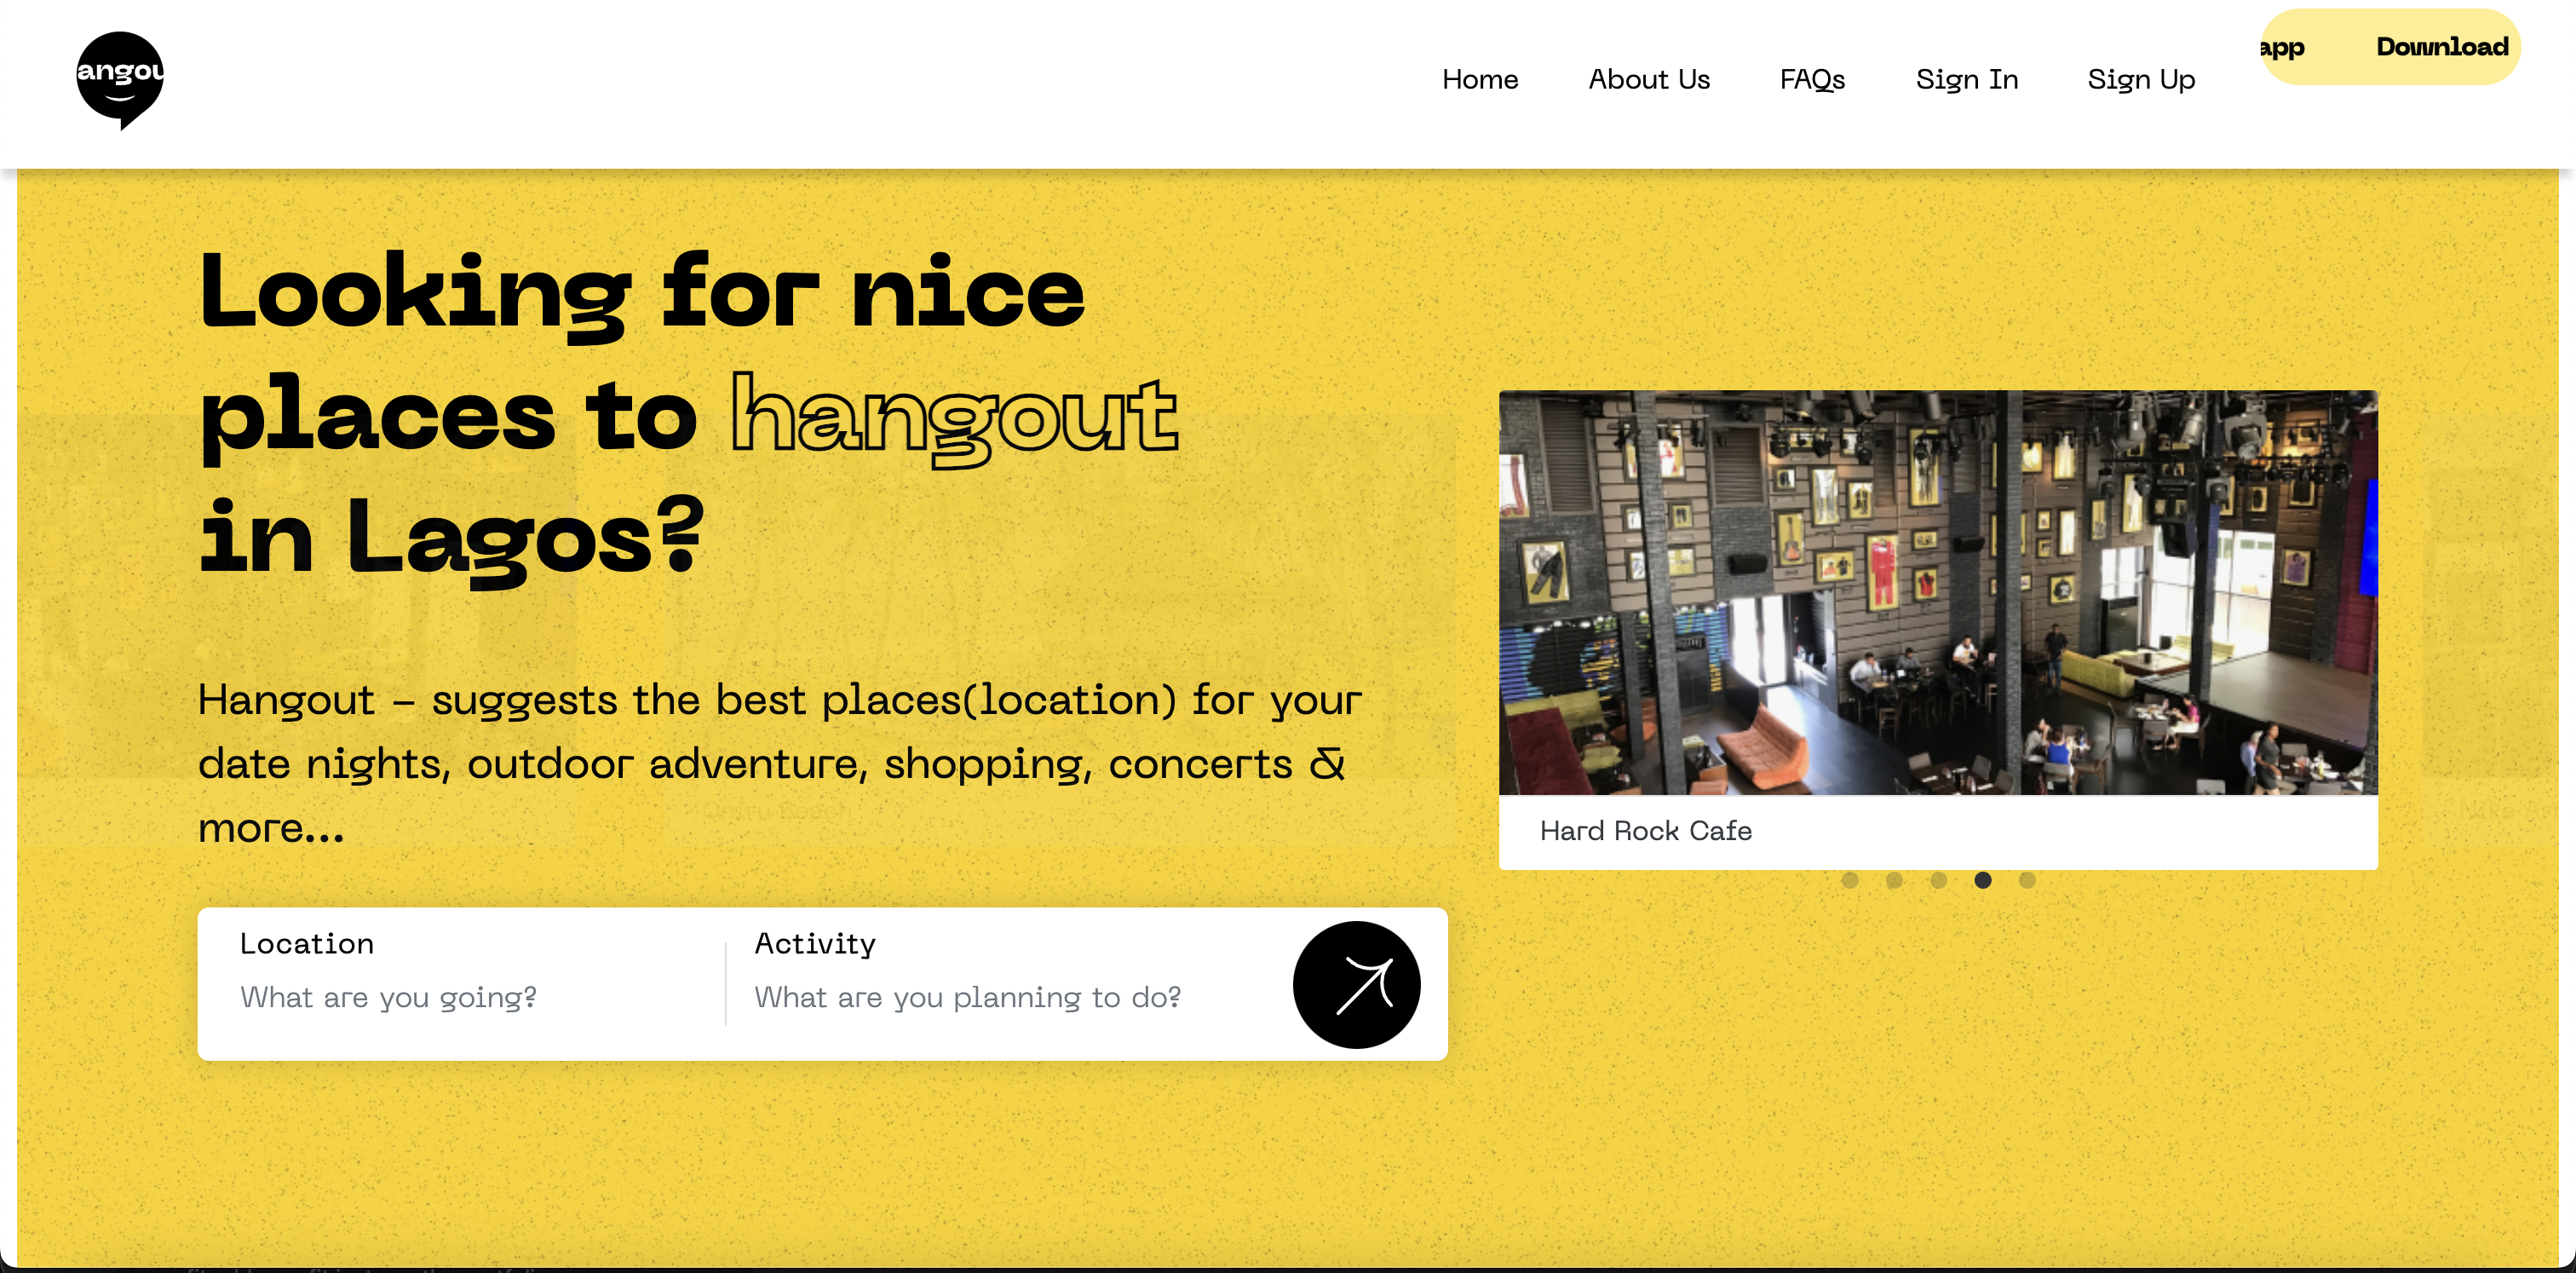 angou
Home About Us FAQs Sign In Sign Up
app Download
Looking for nice
places to hangout
in Lagos?
Hangout – suggests the best places(location) for your
date nights, outdoor adventure, shopping, concerts &
more...
Hard Rock Cafe
Location Activity
What are you going? What are you planning to do?